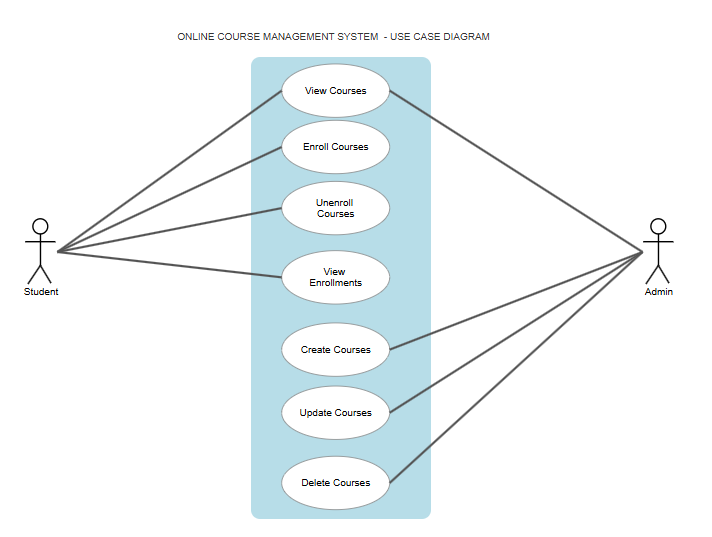 ONLINE COURSE MANAGEMENT SYSTEM - USE CASE DIAGRAM
View Courses
Enroll Courses
Unenroll
Courses
View
Enrollments
Student
Admin
Create Courses
Update Courses
Delete Courses